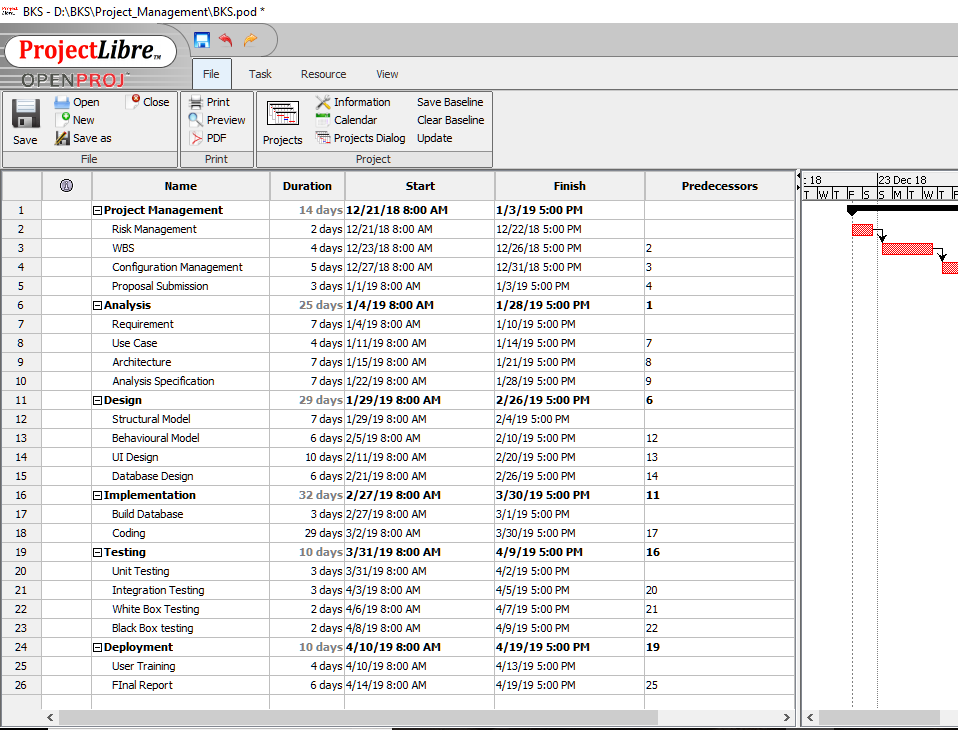 BKS - D:\BKS\Project_Management\BKS.pod *
ProjectLibre™
OPENPROJ
File Task Resource View
Save
Open
New
Save as
Close
File
Print
Preview
PDF
Print
Projects
Information
Calendar
Projects Dialog
Save Baseline
Clear Baseline
Update
Project
Name Duration Start Finish Predecessors
: 18 23 Dec 18
T W T F S S M T W T F
1 Project Management 14 days 12/21/18 8:00 AM 1/3/19 5:00 PM
2 Risk Management 2 days 12/21/18 8:00 AM 12/22/18 5:00 PM
3 WBS 4 days 12/23/18 8:00 AM 12/26/18 5:00 PM 2
4 Configuration Management 5 days 12/27/18 8:00 AM 12/31/18 5:00 PM 3
5 Proposal Submission 3 days 1/1/19 8:00 AM 1/3/19 5:00 PM 4
6 Analysis 25 days 1/4/19 8:00 AM 1/28/19 5:00 PM 1
7 Requirement 7 days 1/4/19 8:00 AM 1/10/19 5:00 PM
8 Use Case 4 days 1/11/19 8:00 AM 1/14/19 5:00 PM 7
9 Architecture 7 days 1/15/19 8:00 AM 1/21/19 5:00 PM 8
10 Analysis Specification 7 days 1/22/19 8:00 AM 1/28/19 5:00 PM 9
11 Design 29 days 1/29/19 8:00 AM 2/26/19 5:00 PM 6
12 Structural Model 7 days 1/29/19 8:00 AM 2/4/19 5:00 PM
13 Behavioural Model 6 days 2/5/19 8:00 AM 2/10/19 5:00 PM 12
14 UI Design 10 days 2/11/19 8:00 AM 2/20/19 5:00 PM 13
15 Database Design 6 days 2/21/19 8:00 AM 2/26/19 5:00 PM 14
16 Implementation 32 days 2/27/19 8:00 AM 3/30/19 5:00 PM 11
17 Build Database 3 days 2/27/19 8:00 AM 3/1/19 5:00 PM
18 Coding 29 days 3/2/19 8:00 AM 3/30/19 5:00 PM 17
19 Testing 10 days 3/31/19 8:00 AM 4/9/19 5:00 PM 16
20 Unit Testing 3 days 3/31/19 8:00 AM 4/2/19 5:00 PM
21 Integration Testing 3 days 4/3/19 8:00 AM 4/5/19 5:00 PM 20
22 White Box Testing 2 days 4/6/19 8:00 AM 4/7/19 5:00 PM 21
23 Black Box testing 2 days 4/8/19 8:00 AM 4/9/19 5:00 PM 22
24 Deployment 10 days 4/10/19 8:00 AM 4/19/19 5:00 PM 19
25 User Training 4 days 4/10/19 8:00 AM 4/13/19 5:00 PM
26 FInal Report 6 days 4/14/19 8:00 AM 4/19/19 5:00 PM 25